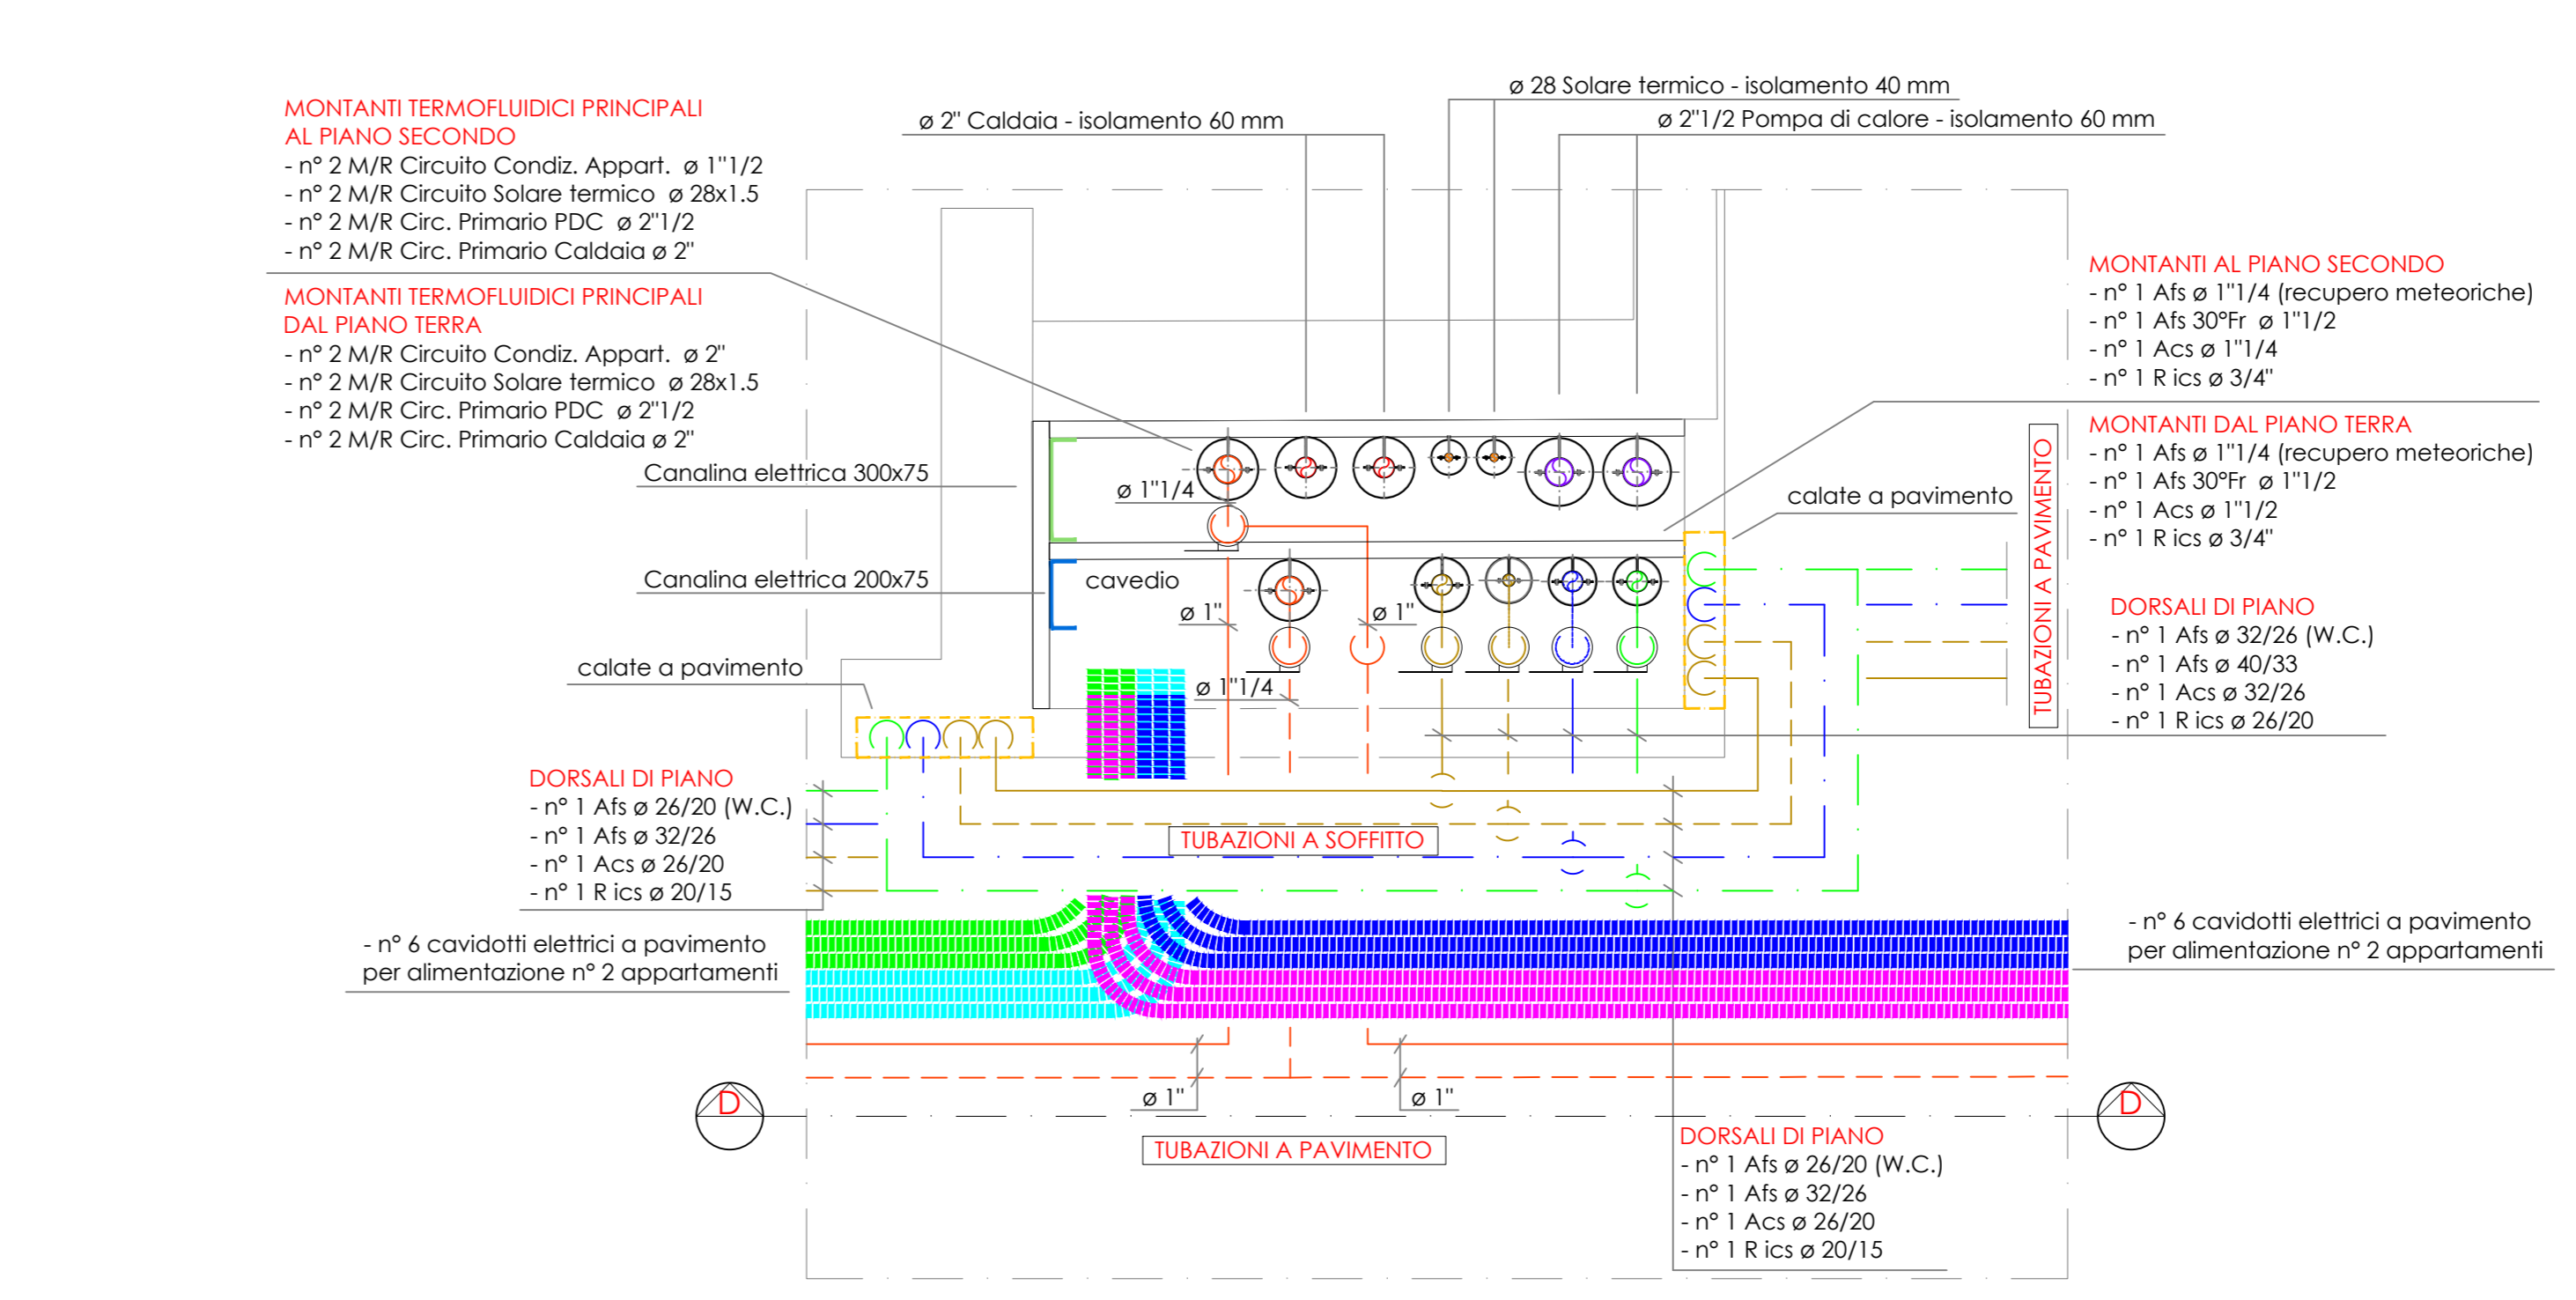 ø 28 Solare termico - isolamento 40 mm
ø 2" Caldaia - isolamento 60 mm
ø 2"1/2 Pompa di calore - isolamento 60 mm
MONTANTI TERMOFLUIDICI PRINCIPALI
AL PIANO SECONDO
- n° 2 M/R Circuito Condiz. Appart. ø 1"1/2
- n° 2 M/R Circuito Solare termico ø 28x1.5
- n° 2 M/R Circ. Primario PDC ø 2"1/2
- n° 2 M/R Circ. Primario Caldaia ø 2"
MONTANTI TERMOFLUIDICI PRINCIPALI
DAL PIANO TERRA
- n° 2 M/R Circuito Condiz. Appart. ø 2"
- n° 2 M/R Circuito Solare termico ø 28x1.5
- n° 2 M/R Circ. Primario PDC ø 2"1/2
- n° 2 M/R Circ. Primario Caldaia ø 2"
MONTANTI AL PIANO SECONDO
- n° 1 Afs ø 1"1/4 (recupero meteoriche)
- n° 1 Afs 30°Fr ø 1"1/2
- n° 1 Acs ø 1"1/4
- n° 1 R ics ø 3/4"
MONTANTI DAL PIANO TERRA
- n° 1 Afs ø 1"1/4 (recupero meteoriche)
- n° 1 Afs 30°Fr ø 1"1/2
- n° 1 Acs ø 1"1/2
- n° 1 R ics ø 3/4"
Canalina elettrica 300x75
ø 1"1/4
calate a pavimento
TUBAZIONI A PAVIMENTO
Canalina elettrica 200x75
cavedio
ø 1"
ø 1"
DORSALI DI PIANO
- n° 1 Afs ø 32/26 (W.C.)
- n° 1 Afs ø 40/33
- n° 1 Acs ø 32/26
- n° 1 R ics ø 26/20
calate a pavimento
ø 1"1/4
DORSALI DI PIANO
- n° 1 Afs ø 26/20 (W.C.)
- n° 1 Afs ø 32/26
- n° 1 Acs ø 26/20
- n° 1 R ics ø 20/15
TUBAZIONI A SOFFITTO
- n° 6 cavidotti elettrici a pavimento
per alimentazione n° 2 appartamenti
- n° 6 cavidotti elettrici a pavimento
per alimentazione n° 2 appartamenti
ø 1"
ø 1"
D
D
TUBAZIONI A PAVIMENTO
DORSALI DI PIANO
- n° 1 Afs ø 26/20 (W.C.)
- n° 1 Afs ø 32/26
- n° 1 Acs ø 26/20
- n° 1 R ics ø 20/15